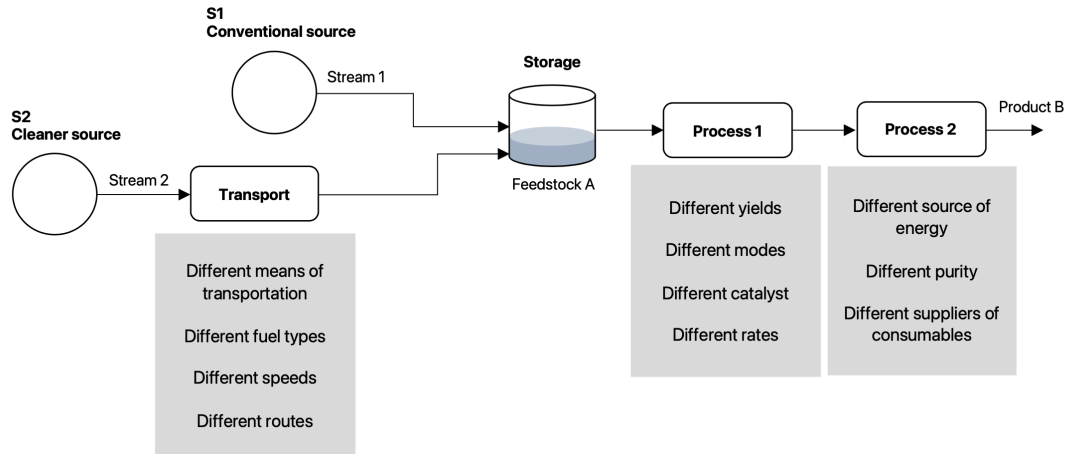 S1
Conventional source
Stream 1
Storage
Feedstock A
S2
Cleaner source
Stream 2
Transport
Process 1
Process 2
Product B
Different means of
transportation
Different fuel types
Different speeds
Different routes
Different yields
Different modes
Different catalyst
Different rates
Different source of
energy
Different purity
Different suppliers of
consumables